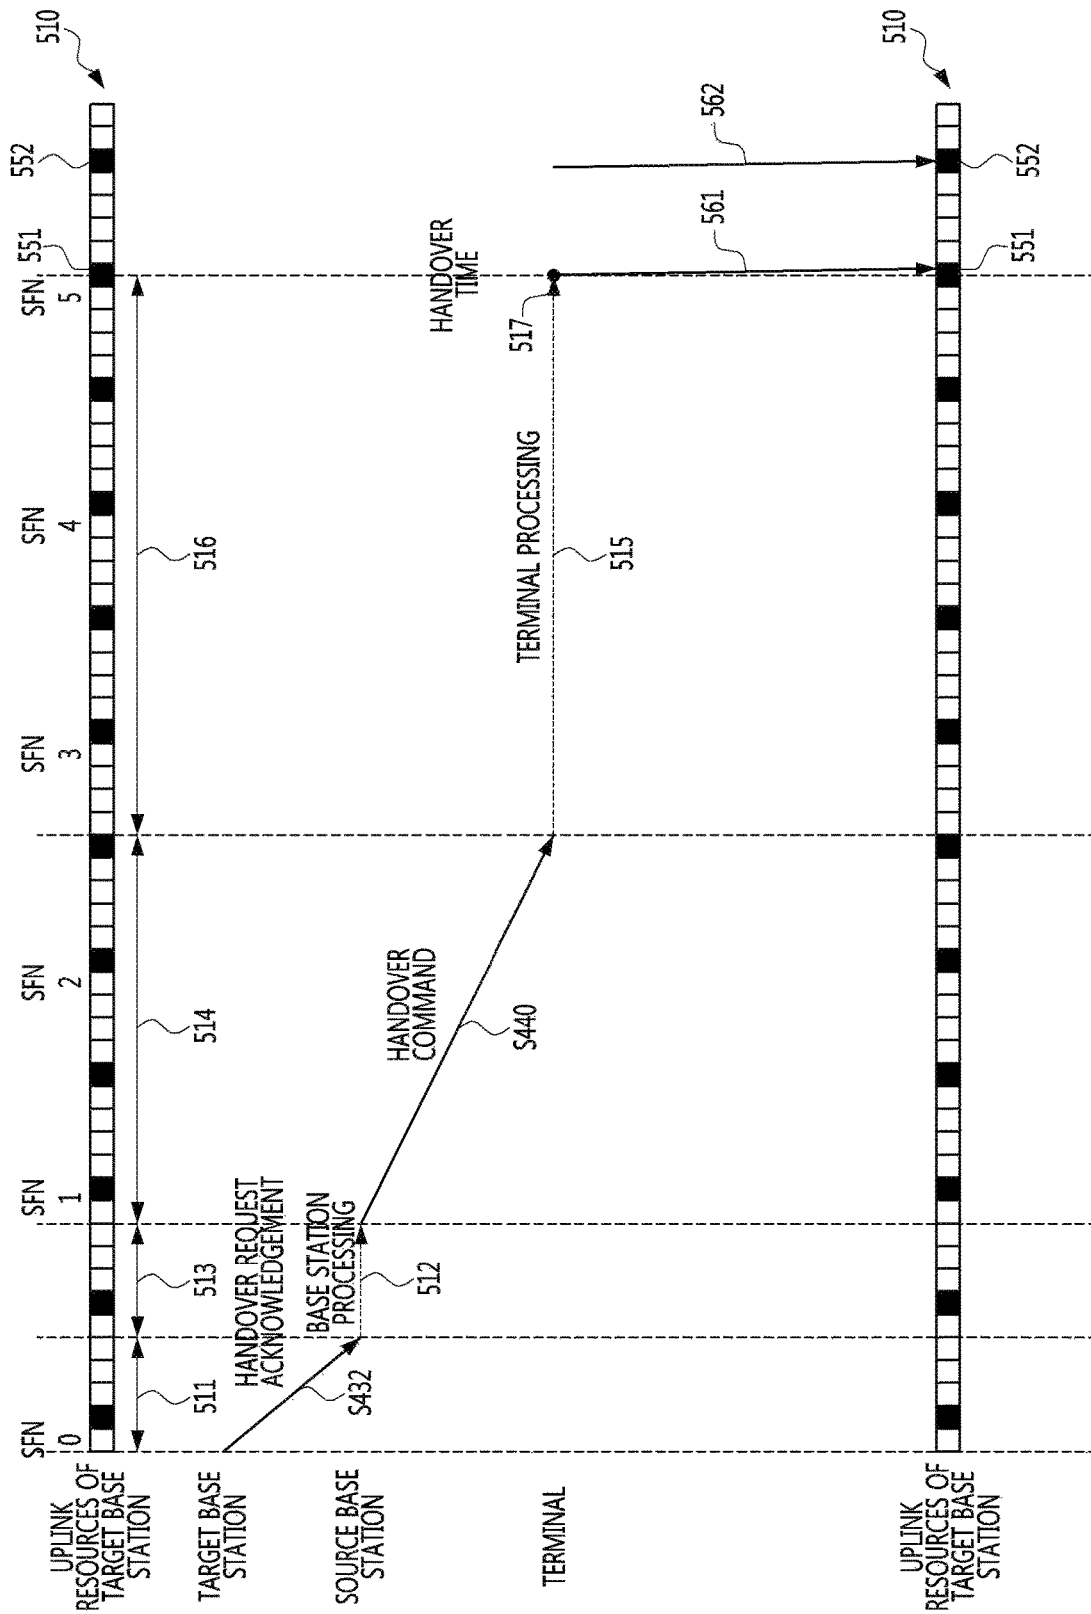 510
552
551
SFN
0
SFN
1
SFN
2
SFN
3
SFN
4
SFN
5
UPLINK
RESOURCES OF
TARGET BASE
STATION
511
513
514
516
TARGET BASE
STATION
HANDOVER REQUEST
ACKNOWLEDGEMENT
S432
SOURCE BASE
STATION
BASE STATION
PROCESSING
512
HANDOVER
COMMAND
S440
HANDOVER
TIME
517
TERMINAL
TERMINAL PROCESSING
515
561
562
UPLINK
RESOURCES OF
TARGET BASE
STATION
510
551
552